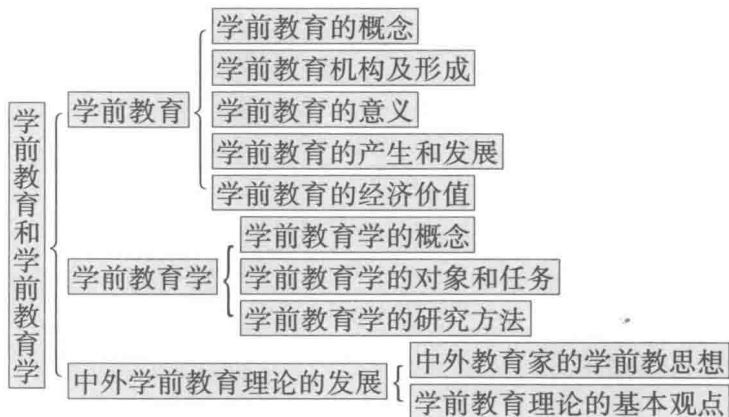 学前教育和学前教育学
学前教育
学前教育的概念
学前教育机构及形成
学前教育的意义
学前教育的产生和发展
学前教育的经济价值
学前教育学
学前教育学的概念
学前教育学的对象和任务
学前教育学的研究方法
中外学前教育理论的发展
中外教育家的学前教思想
学前教育理论的基本观点